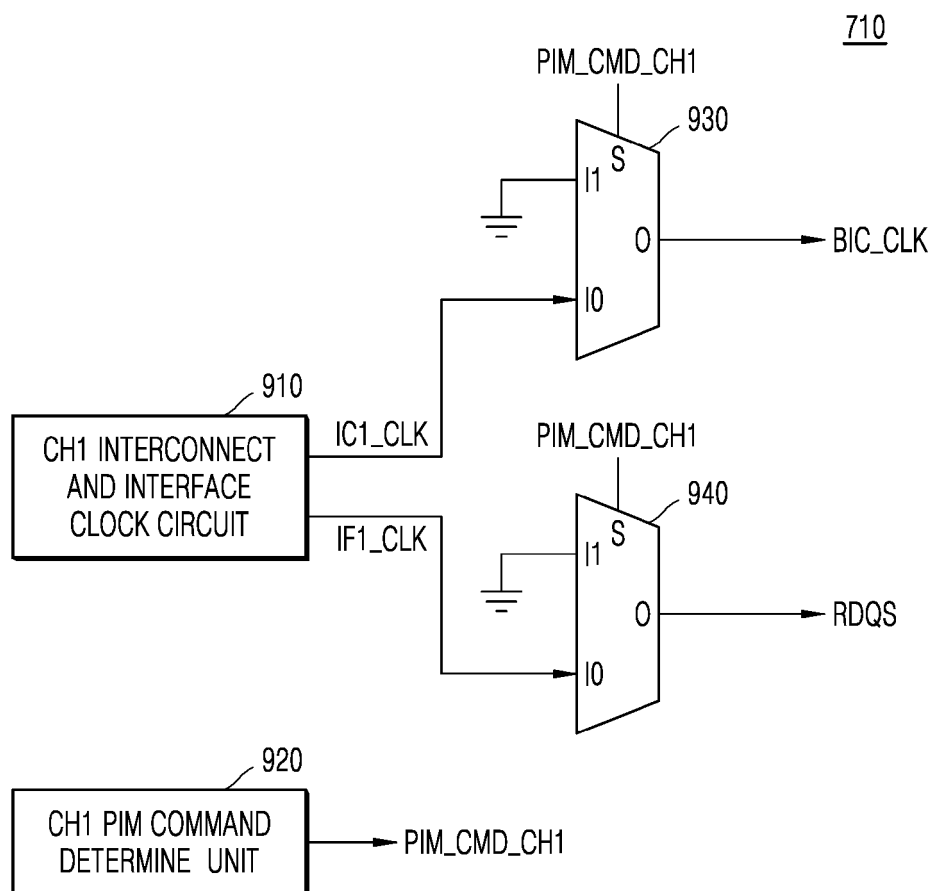 710
PIM_CMD_CH1
930
S
I1
O
BIC_CLK
I0
910
CH1 INTERCONNECT
AND INTERFACE
CLOCK CIRCUIT
IC1_CLK
IF1_CLK
PIM_CMD_CH1
940
S
I1
O
RDQS
I0
920
CH1 PIM COMMAND
DETERMINE UNIT
PIM_CMD_CH1